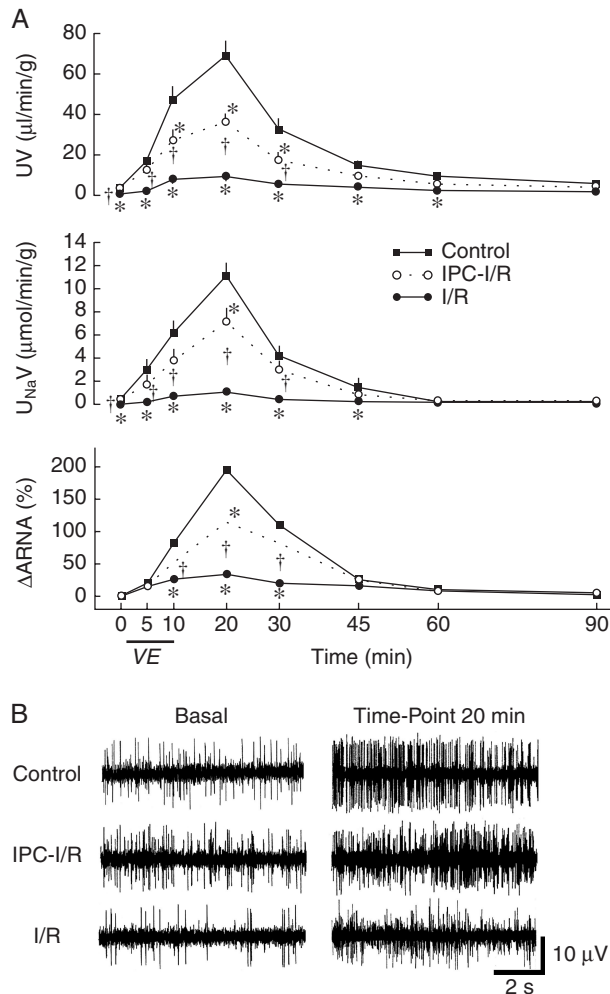 A
UV (µl/min/g)
80
60
40
20
0
* * *
† † † † †
* * * * * * *
U_NaV (µmol/min/g)
14
12
10
8
6
4
2
0
Control
IPC-I/R
I/R
*
† † † † †
* * * * * *
ΔARNA (%)
200
150
100
50
0
*
† † †
* * *
0 5 10 20 30 45 60 90
VE
Time (min)
B
Basal
Time-Point 20 min
Control
IPC-I/R
I/R
10 µV
2 s